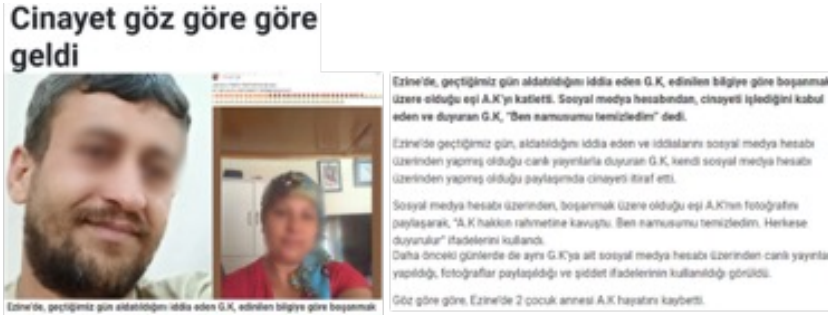 Cinayet göz göre göre
geldi
Ezine'de, geçtiğimiz gün aldatıldığını iddia eden G.K, edinilen bilgiye göre boşanmak
Ezine'de, geçtiğimiz gün aldatıldığını iddia eden G.K, edinilen bilgiye göre boşanmak
üzere olduğu eşi A.K'yı katletti. Sosyal medya hesabından, cinayeti işlediğini kabul
eden ve duyuran G.K, "Ben namusumu temizledim" dedi.
Ezine'de geçtiğimiz gün, aldatıldığını iddia eden ve iddialarını sosyal medya hesabı
üzerinden yapmış olduğu canlı yayınlarla duyuran G.K, kendi sosyal medya hesabı
üzerinden yapmış olduğu paylaşımda cinayeti itiraf etti.
Sosyal medya hesabı üzerinden, boşanmak üzere olduğu eşi A.K'nın fotoğrafını
paylaşarak, "A.K hakkın rahmetine kavuştu. Ben namusumu temizledim. Herkese
duyurulur" ifadelerini kullandı.
Daha önceki günlerde de aynı G.K'ya ait sosyal medya hesabı üzerinden canlı yayınla
yapıldığı, fotoğraflar paylaşıldığı ve şiddet ifadelerinin kullanıldığı görüldü.
Göz göre göre, Ezine'de 2 çocuk annesi A.K hayatını kaybetti.